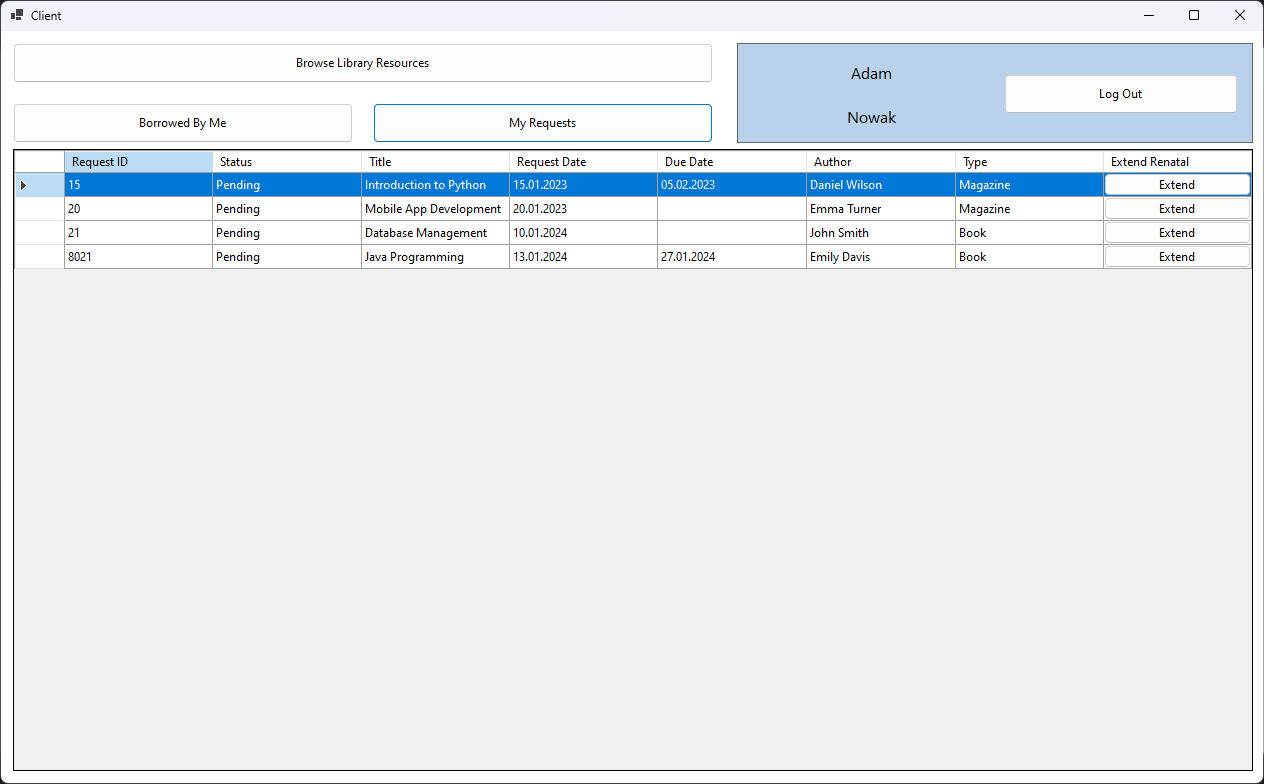 Client
Browse Library Resources
Borrowed By Me
My Requests
Adam
Nowak
Log Out
Request ID Status Title Request Date Due Date Author Type Extend Renatal
15 Pending Introduction to Python 15.01.2023 05.02.2023 Daniel Wilson Magazine Extend
20 Pending Mobile App Development 20.01.2023 Emma Turner Magazine Extend
21 Pending Database Management 10.01.2024 John Smith Book Extend
8021 Pending Java Programming 13.01.2024 27.01.2024 Emily Davis Book Extend